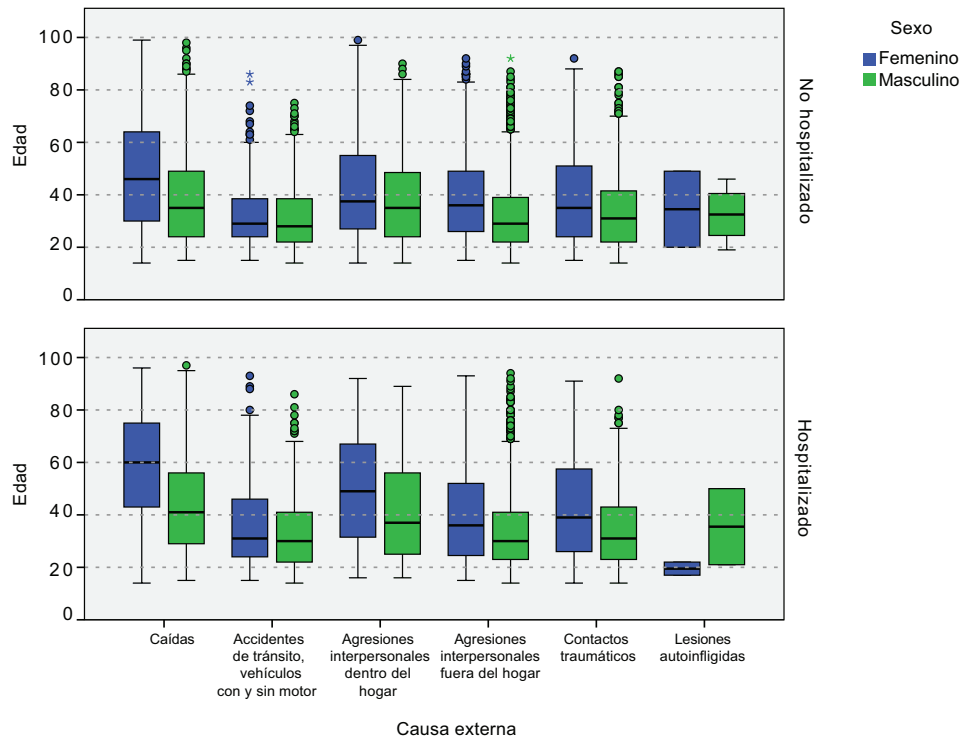 Sexo
Femenino
Masculino
Edad
100
80
60
40
20
0
No hospitalizado
Edad
100
80
60
40
20
0
Hospitalizado
Caídas
Accidentes
de tránsito,
vehículos
con y sin motor
Agresiones
interpersonales
dentro del
hogar
Agresiones
interpersonales
fuera del hogar
Contactos
traumáticos
Lesiones
autoinfligidas
Causa externa